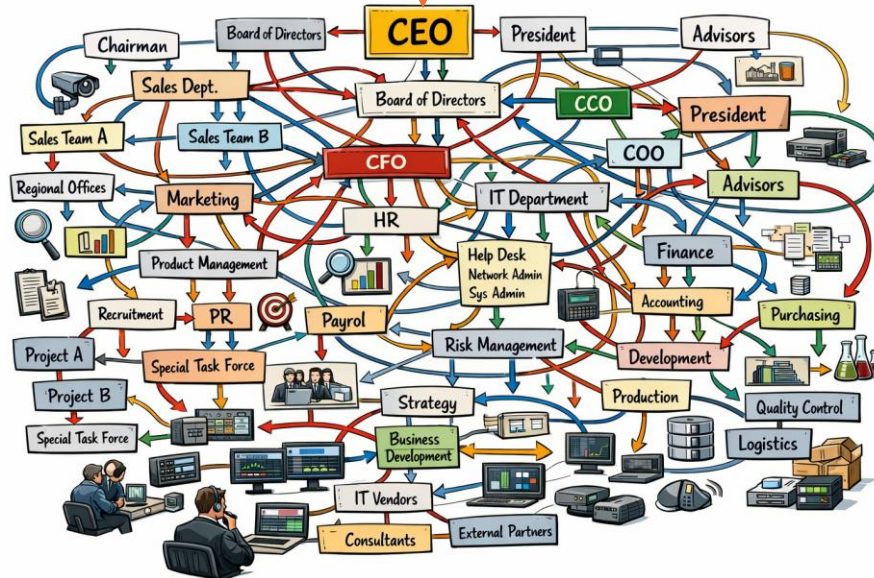 Chairman
Board of Directors
CEO
President
Advisors
Sales Dept.
Board of Directors
CCO
President
Sales Team A
Sales Team B
CFO
COO
Regional Offices
Marketing
HR
IT Department
Advisors
Product Management
Help Desk
Network Admin
Sys Admin
Finance
Recruitment
PR
Payrol
Accounting
Purchasing
Project A
Special Task Force
Risk Management
Development
Project B
Strategy
Production
Quality Control
Special Task Force
Business
Development
Logistics
IT Vendors
Consultants
External Partners